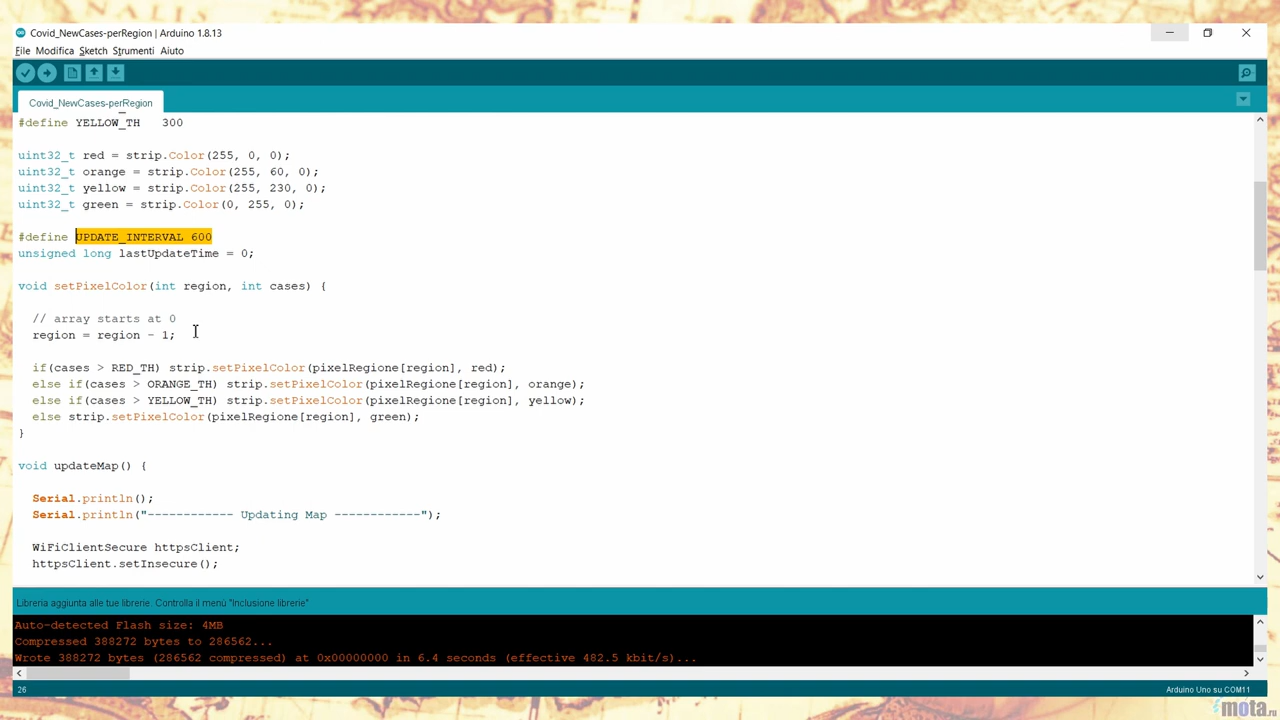 Covid_NewCases-perRegion | Arduino 1.8.13
File Modifica Sketch Strumenti Aiuto
Covid_NewCases-perRegion
#define YELLOW_TH 300
uint32_t red = strip.Color(255, 0, 0);
uint32_t orange = strip.Color(255, 60, 0);
uint32_t yellow = strip.Color(255, 230, 0);
uint32_t green = strip.Color(0, 255, 0);
#define UPDATE_INTERVAL 600
unsigned long lastUpdateTime = 0;
void setPixelColor(int region, int cases) {
// array starts at 0
region = region - 1;
if(cases > RED_TH) strip.setPixelColor(pixelRegione[region], red);
else if(cases > ORANGE_TH) strip.setPixelColor(pixelRegione[region], orange);
else if(cases > YELLOW_TH) strip.setPixelColor(pixelRegione[region], yellow);
else strip.setPixelColor(pixelRegione[region], green);
}
void updateMap() {
Serial.println();
Serial.println("------------ Updating Map ------------");
WiFiClientSecure httpsClient;
httpsClient.setInsecure();
Libreria aggiunta alle tue librerie. Controlla il menù "Inclusione librerie"
Auto-detected Flash size: 4MB
Compressed 388272 bytes to 286562...
Wrote 388272 bytes (286562 compressed) at 0x00000000 in 6.4 seconds (effective 482.5 kbit/s)...
26
Arduino Uno su COM11
mota.ru